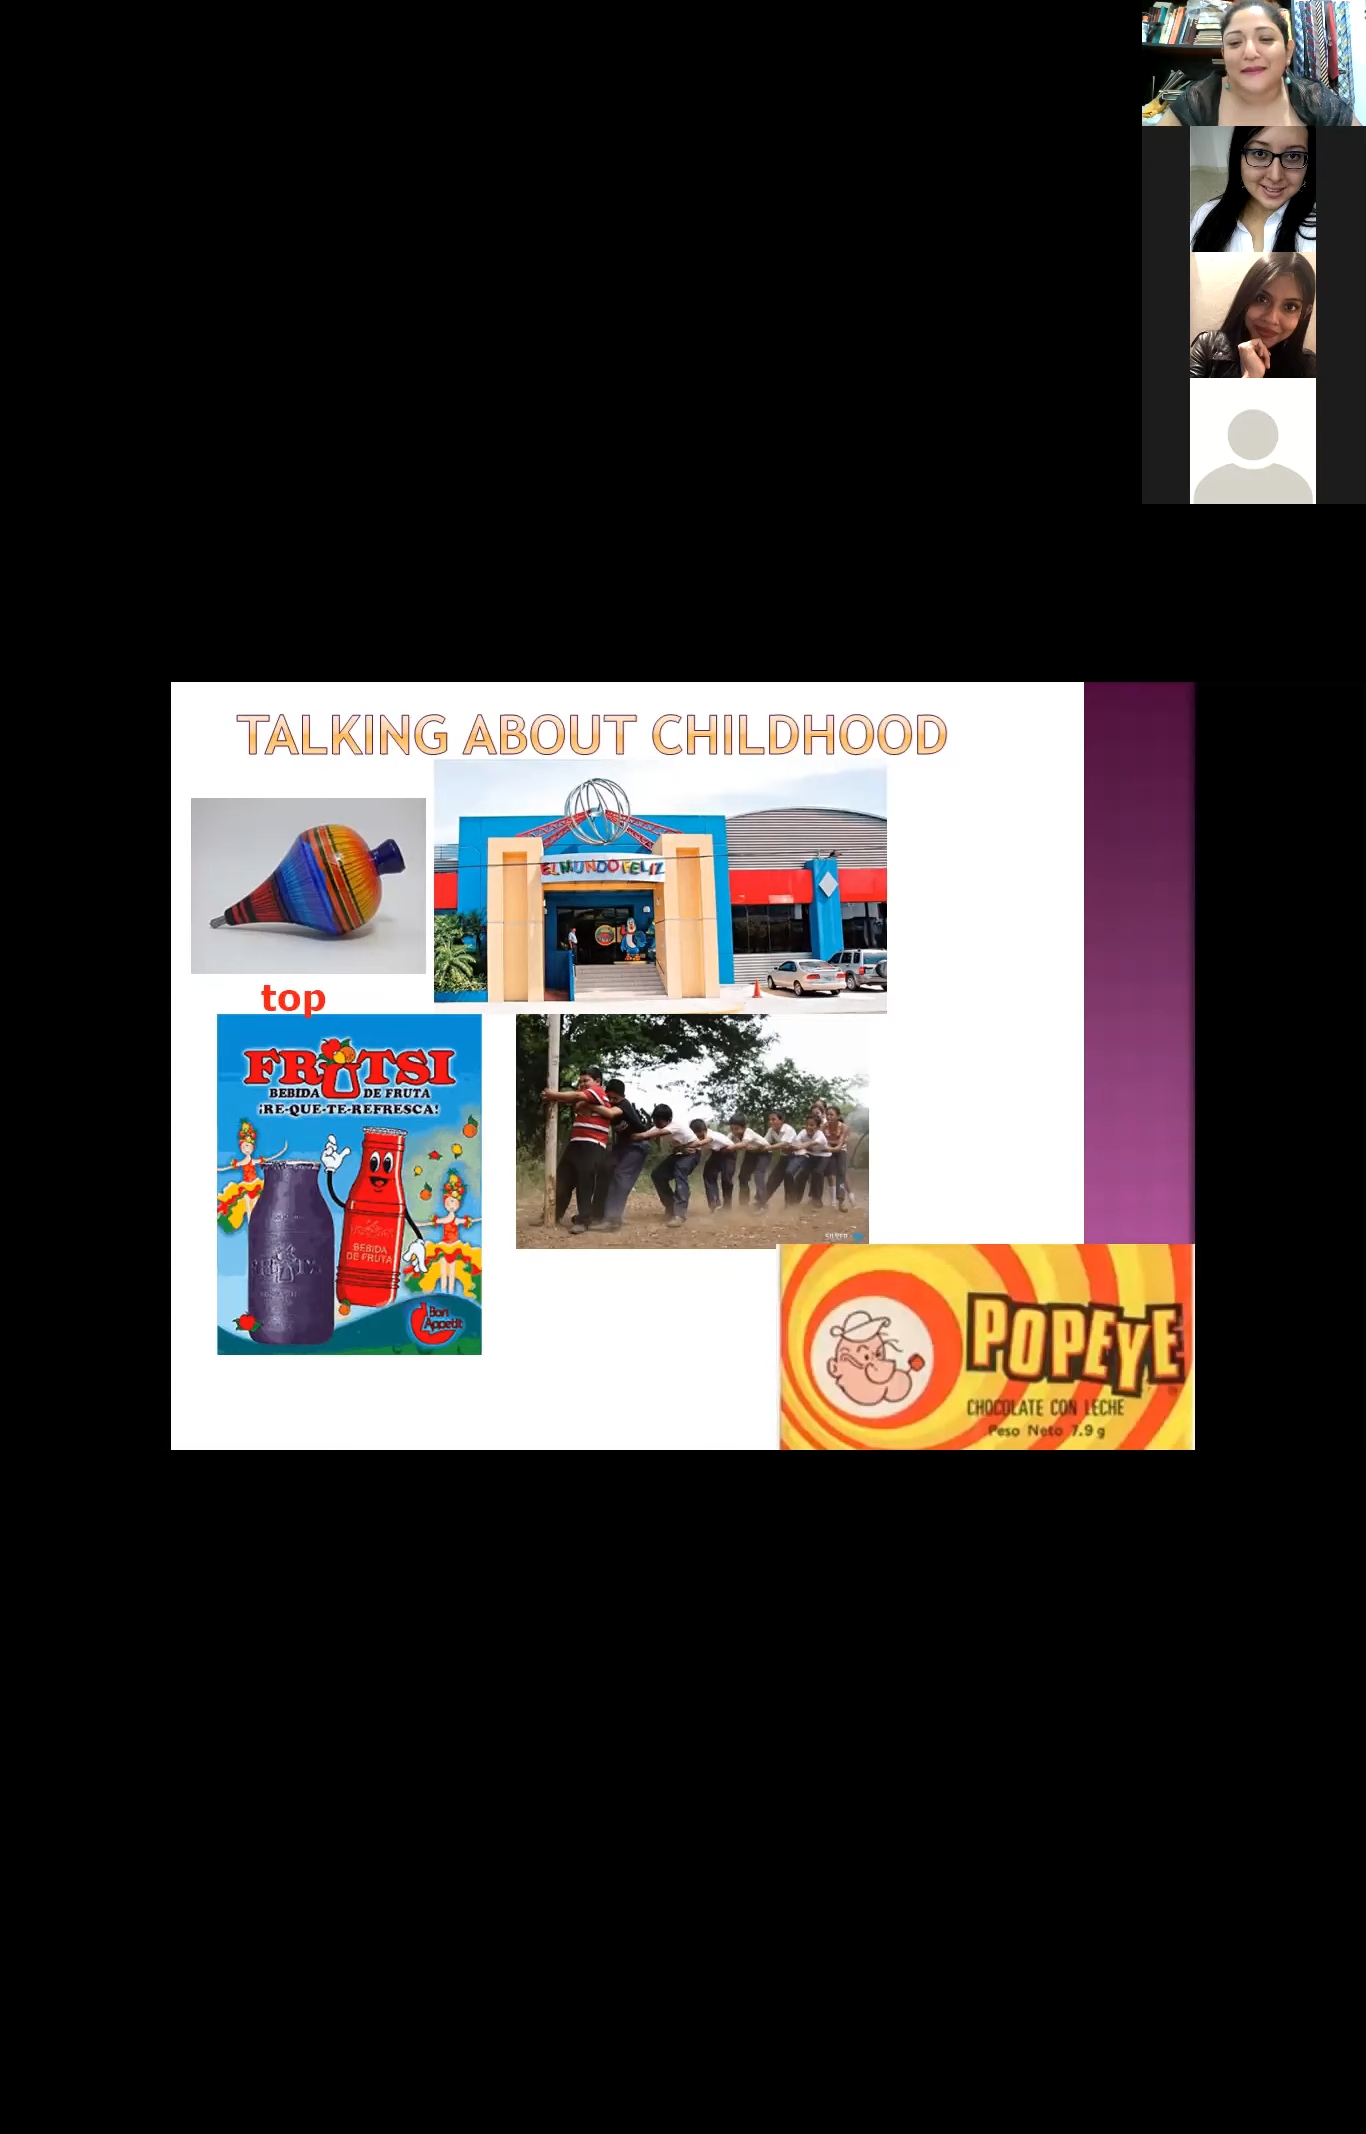 TALKING ABOUT CHILDHOOD
EL MUNDO FELIZ
top
FRUTSI
BEBIDA DE FRUTA
¡RE-QUE-TE-REFRESCA!
BEBIDA
DE FRUTA
Bon
Appetit
POPEYE
CHOCOLATE CON LECHE
Peso Neto 7.9 g